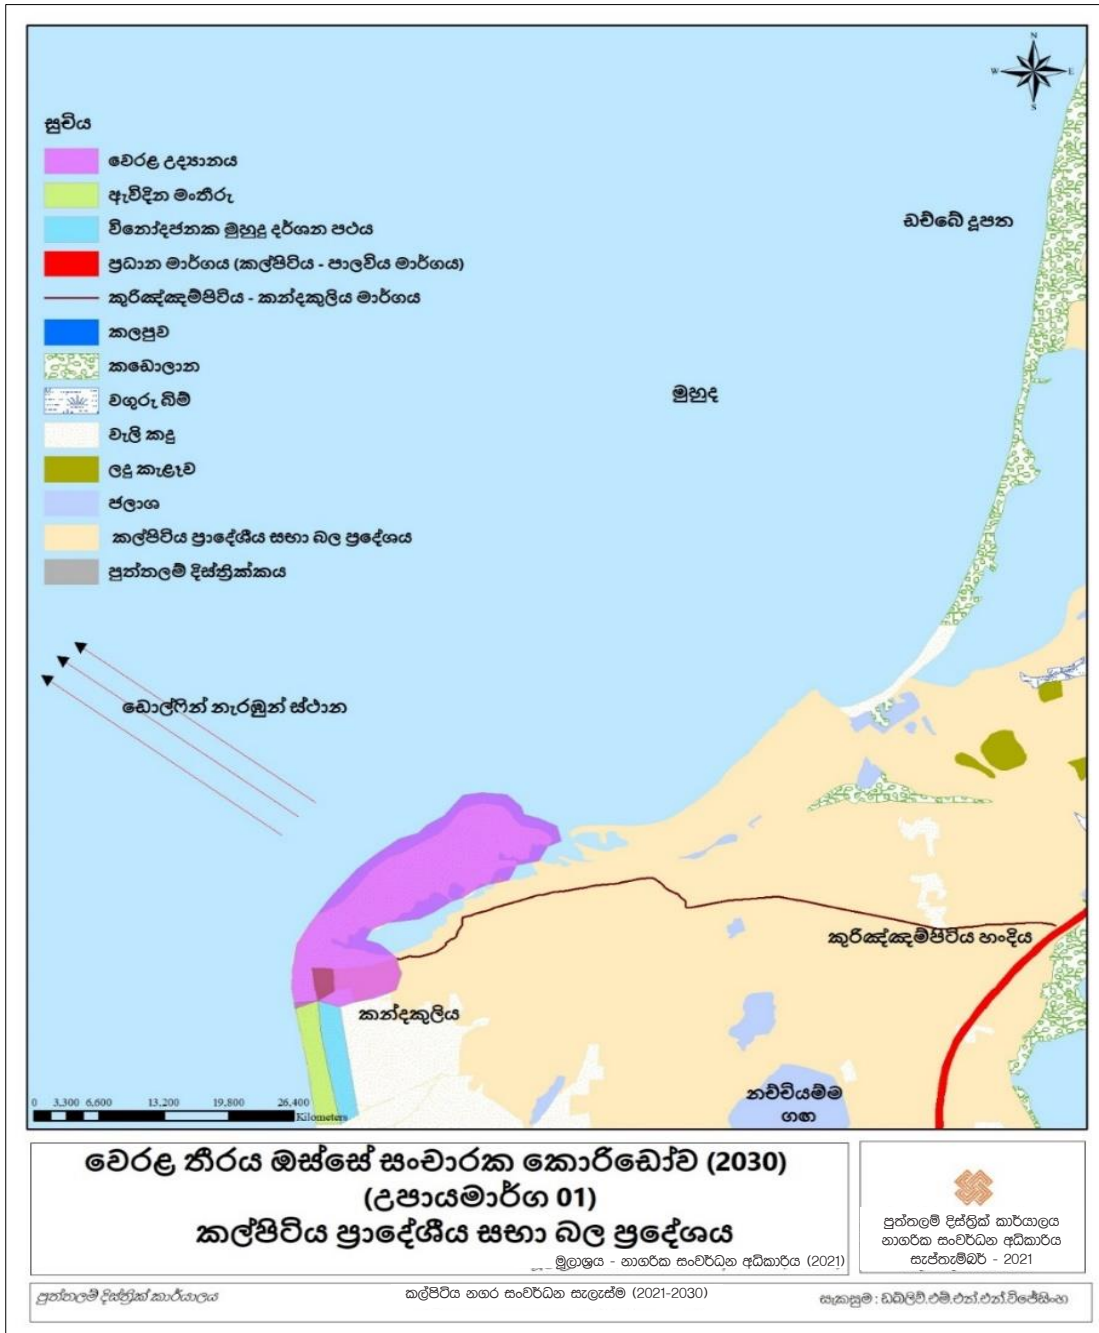 N
W E
S
සුචිය
වෙරළ උද්‍යානය
ඇවිදින මංතීරු
විනෝදජනක මුහුදු දර්ශන පථය
ප්‍රධාන මාර්ගය (කල්පිටිය - පාලවිය මාර්ගය)
කුරිඤ්ඤම්පිටිය - කන්දකුලිය මාර්ගය
කලපුව
කඩොලාන
වගුරු බිම්
වැලි කදු
ලදු කැළෑව
ජලාශ
කල්පිටිය ප්‍රාදේශීය සභා බල ප්‍රදේශය
පුත්තලම් දිස්ත්‍රික්කය
ඩච්බේ දූපත
මුහුද
ඩොල්ෆින් නැරඹුන් ස්ථාන
කුරිඤ්ඤම්පිටිය හංදිය
කන්දකුලිය
නච්චියම්ම
ගඟ
0 3,300 6,600 13,200 19,800 26,400
Kilometers
වෙරළ තීරය ඔස්සේ සංචාරක කොරිඩෝව (2030)
(උපායමාර්ග 01)
කල්පිටිය ප්‍රාදේශීය සභා බල ප්‍රදේශය
මූලාශ්‍රය - නාගරික සංවර්ධන අධිකාරිය (2021)
පුත්තලම් දිස්ත්‍රික් කාර්යාලය
නාගරික සංවර්ධන අධිකාරිය
සැප්තැම්බර් - 2021
පුත්තලම් දිස්ත්‍රික් කාර්යාලය
කල්පිටිය නගර සංවර්ධන සැලැස්ම (2021-2030)
සැකසුම : ඩබ්ලිව්.එම්.එන්.එන්.විජේසිංහ